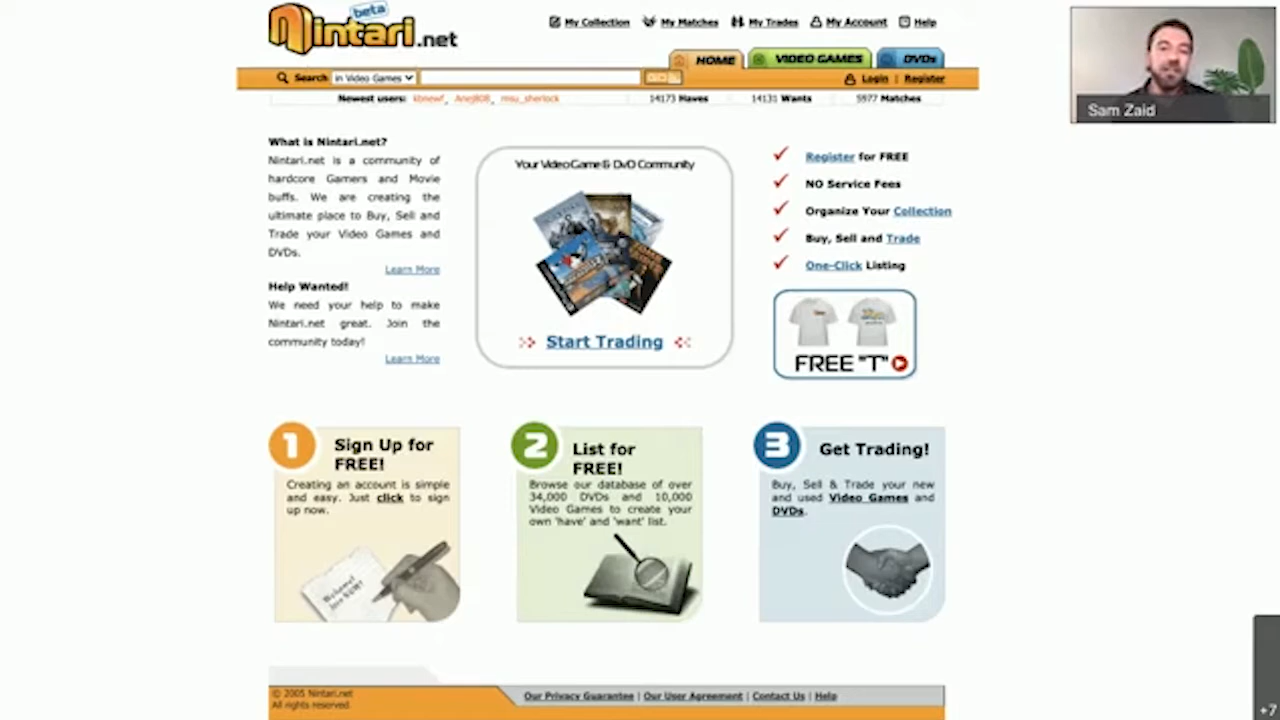 beta
Nintari.net
My Collection
My Matches
My Trades
My Account
Help
HOME
VIDEO GAMES
DVDs
Search
in Video Games
Login | Register
Newest users: kbnewf, Anej808, msu_sherlock
14173 Haves
14131 Wants
5977 Matches
Sam Zaid
What is Nintari.net?
Nintari.net is a community of
hardcore Gamers and Movie
buffs. We are creating the
ultimate place to Buy, Sell and
Trade your Video Games and
DVDs.
Learn More
Help Wanted!
We need your help to make
Nintari.net great. Join the
community today!
Learn More
Your Video Game & DVD Community
Start Trading
Register for FREE
NO Service Fees
Organize Your Collection
Buy, Sell and Trade
One-Click Listing
FREE "T"
1
Sign Up for
FREE!
Creating an account is simple
and easy. Just click to sign
up now.
2
List for
FREE!
Browse our database of over
34,000 DVDs and 10,000
Video Games to create your
own 'have' and 'want' list.
3
Get Trading!
Buy, Sell & Trade your new
and used Video Games and
DVDs.
© 2005 Nintari.net
All rights reserved.
Our Privacy Guarantee | Our User Agreement | Contact Us | Help
+7